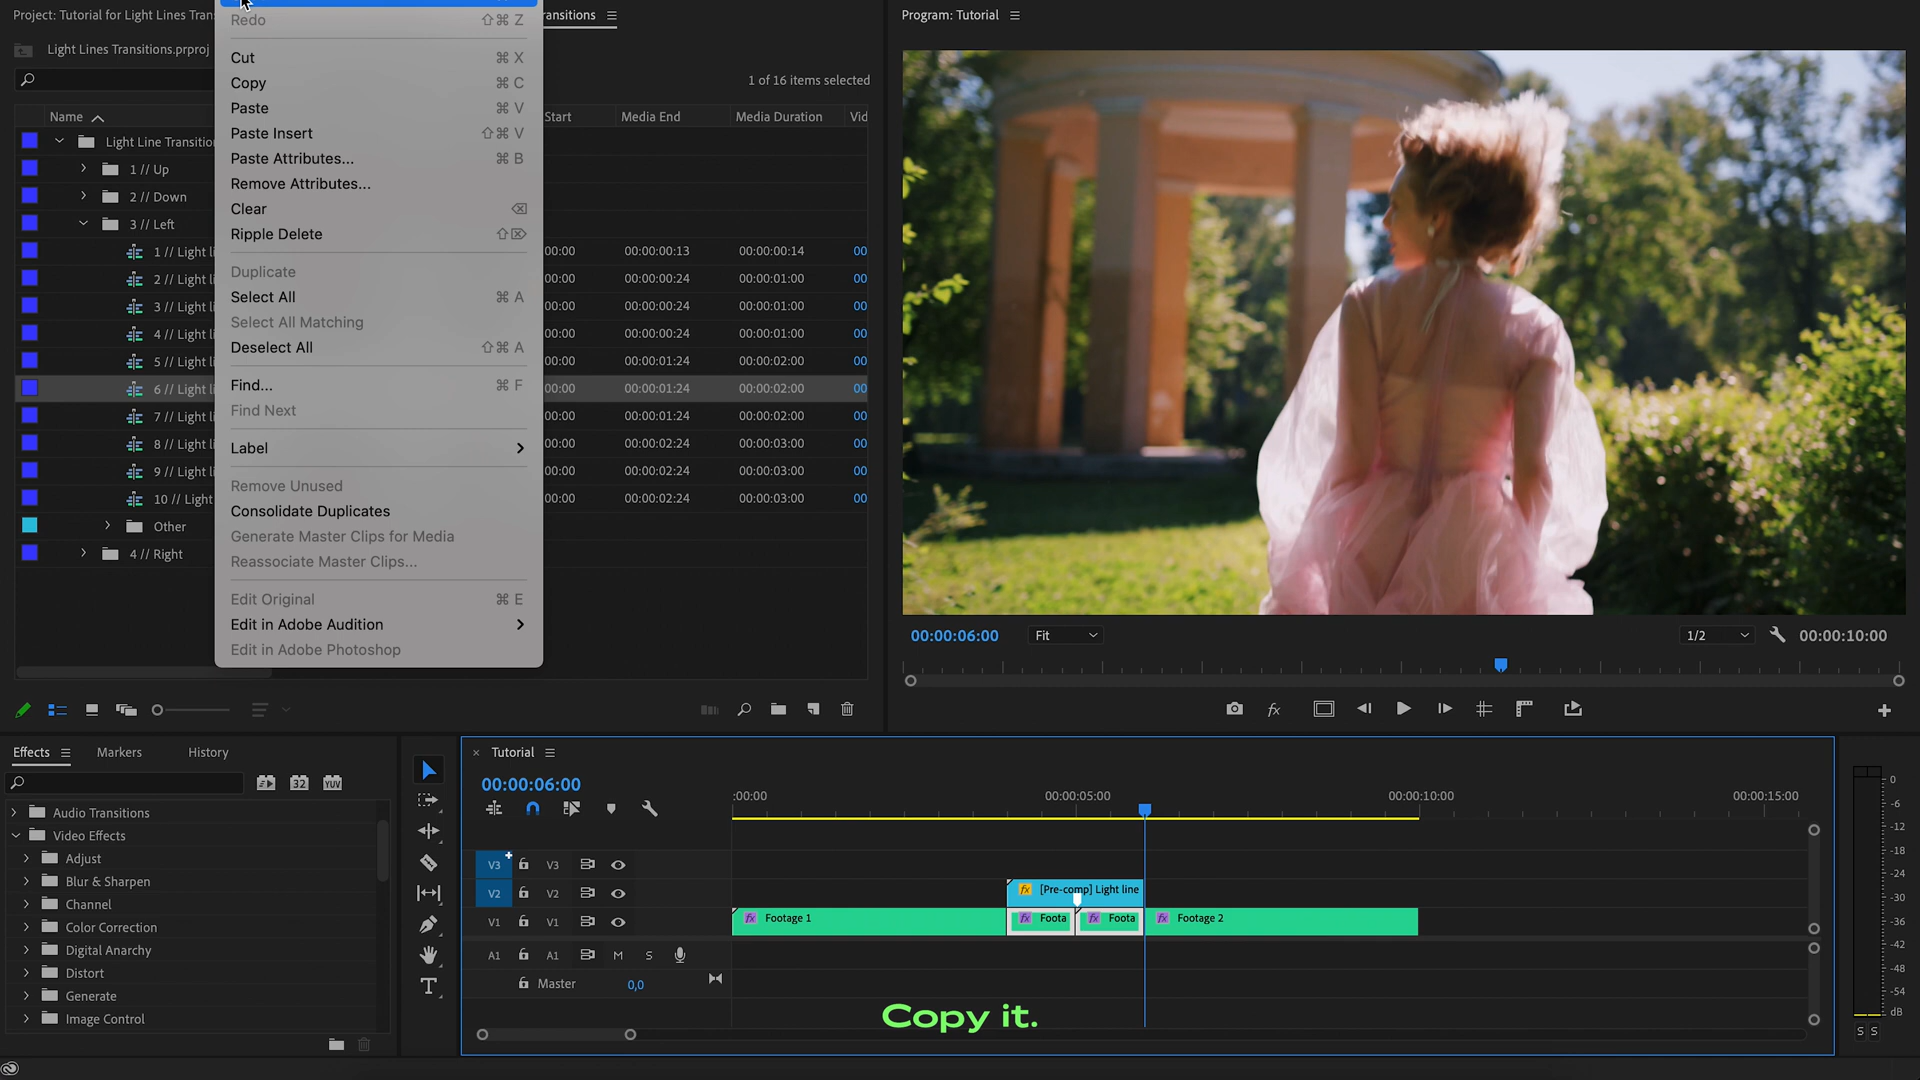 Project: Tutorial for Light Lines Tran
ansitions
Program: Tutorial
Light Lines Transitions.prproj
1 of 16 items selected
Name
Start
Media End
Media Duration
Vid
Light Line Transitio
1 // Up
2 // Down
3 // Left
1 // Light li
00:00
00:00:00:13
00:00:00:14
00
2 // Light li
00:00
00:00:00:24
00:00:01:00
00
3 // Light li
00:00
00:00:00:24
00:00:01:00
00
4 // Light li
00:00
00:00:00:24
00:00:01:00
00
5 // Light li
00:00
00:00:01:24
00:00:02:00
00
6 // Light li
00:00
00:00:01:24
00:00:02:00
00
7 // Light li
00:00
00:00:01:24
00:00:02:00
00
8 // Light li
00:00
00:00:02:24
00:00:03:00
00
9 // Light li
00:00
00:00:02:24
00:00:03:00
00
10 // Light
00:00
00:00:02:24
00:00:03:00
00
Other
4 // Right
Redo ⇧⌘ Z
Cut ⌘ X
Copy ⌘ C
Paste ⌘ V
Paste Insert ⇧⌘ V
Paste Attributes... ⌘ B
Remove Attributes...
Clear ⌫
Ripple Delete ⇧⌦
Duplicate
Select All ⌘ A
Select All Matching
Deselect All ⇧⌘ A
Find... ⌘ F
Find Next
Label
Remove Unused
Consolidate Duplicates
Generate Master Clips for Media
Reassociate Master Clips...
Edit Original ⌘ E
Edit in Adobe Audition
Edit in Adobe Photoshop
00:00:06:00
Fit
1/2
00:00:10:00
Effects
Markers
History
32
YUV
Audio Transitions
Video Effects
Adjust
Blur & Sharpen
Channel
Color Correction
Digital Anarchy
Distort
Generate
Image Control
Tutorial
00:00:06:00
:00:00
00:00:05:00
00:00:10:00
00:00:15:00
V3 V3
V2 V2
[Pre-comp] Light line
V1 V1
Footage 1
Foota
Foota
Footage 2
A1 A1 M S
Master 0,0
Copy it.
0
-6
-12
-18
-24
-30
-36
-42
-48
-54
dB
S S